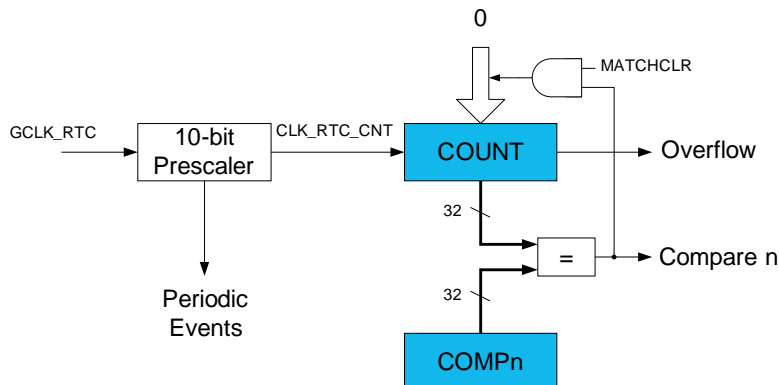 0
MATCHCLR
GCLK_RTC
10-bit
Prescaler
CLK_RTC_CNT
COUNT
Overflow
32
=
Compare n
Periodic
Events
32
COMPn